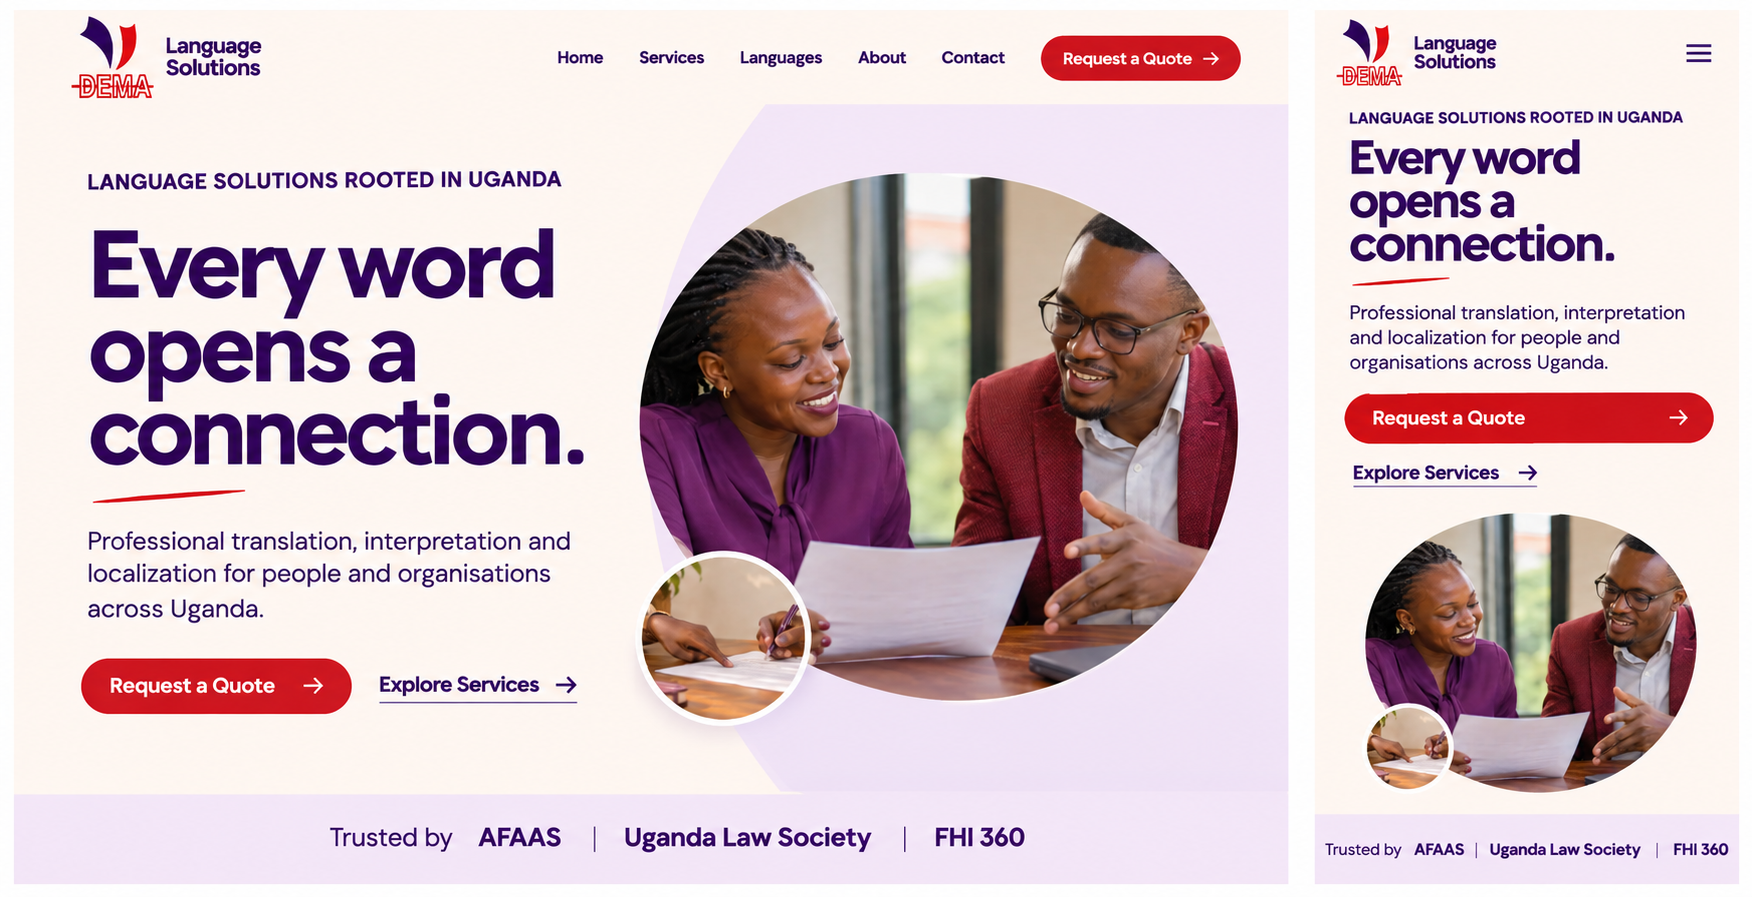 DEMA
Language
Solutions
Home Services Languages About Contact Request a Quote →
LANGUAGE SOLUTIONS ROOTED IN UGANDA
Every word
opens a
connection.
Professional translation, interpretation and
localization for people and organisations
across Uganda.
Request a Quote → Explore Services →
Trusted by AFAAS | Uganda Law Society | FHI 360
DEMA
Language
Solutions
LANGUAGE SOLUTIONS ROOTED IN UGANDA
Every word
opens a
connection.
Professional translation, interpretation
and localization for people and
organisations across Uganda.
Request a Quote →
Explore Services →
Trusted by AFAAS | Uganda Law Society | FHI 360